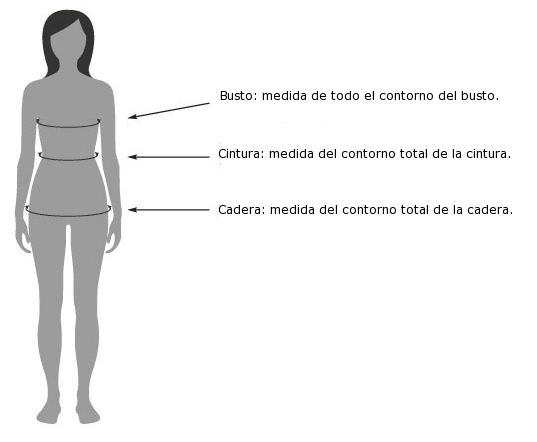 Busto: medida de todo el contorno del busto.
Cintura: medida del contorno total de la cintura.
Cadera: medida del contorno total de la cadera.